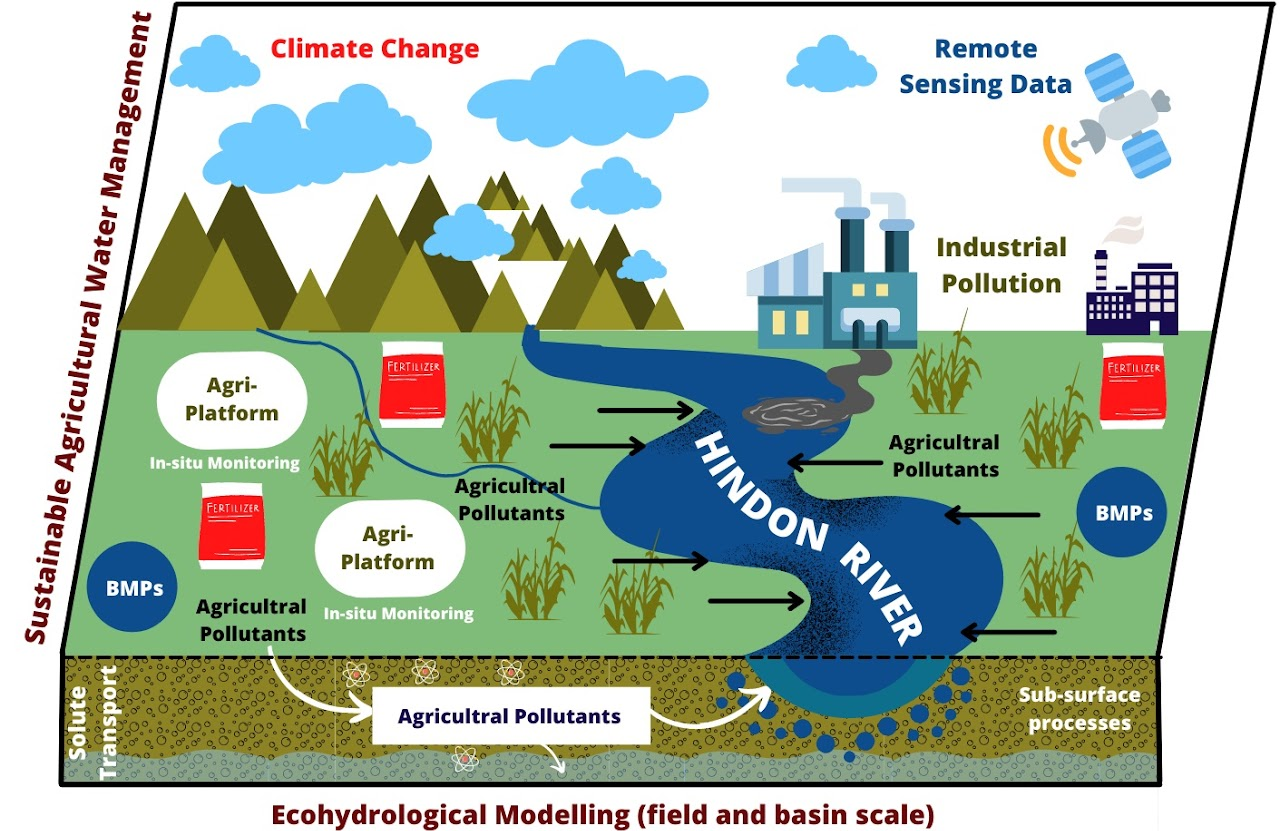 Sustainable Agricultural Water Management
Climate Change
Remote
Sensing Data
Industrial
Pollution
Agri-
Platform
In-situ Monitoring
FERTILIZER
FERTILIZER
Agricultral
Pollutants
Agricultral
Pollutants
HINDON RIVER
FERTILIZER
Agri-
Platform
In-situ Monitoring
BMPs
BMPs
Agricultral
Pollutants
Solute
Transport
Agricultral Pollutants
Sub-surface
processes
Ecohydrological Modelling (field and basin scale)